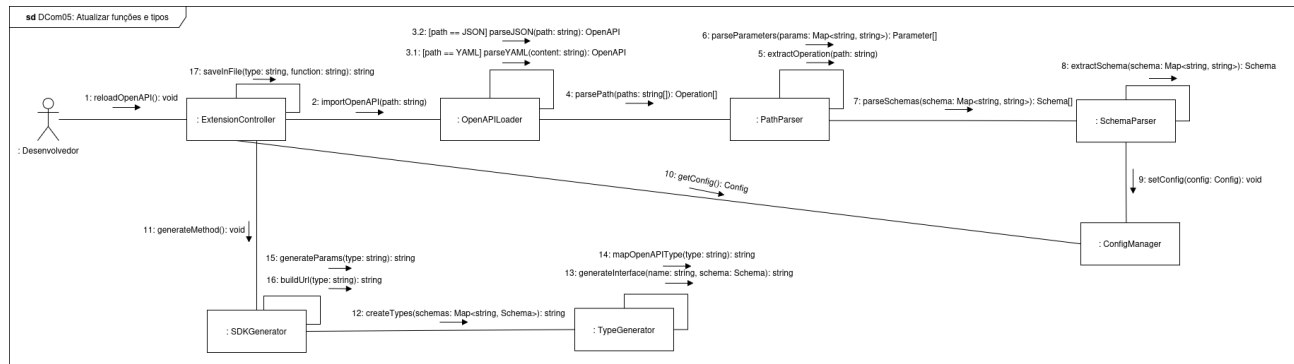 sd DCom05: Atualizar funções e tipos
3.2: [path == JSON] parseJSON(path: string): OpenAPI
3.1: [path == YAML] parseYAML(content: string): OpenAPI
6: parseParameters(params: Map<string, string>): Parameter[]
5: extractOperation(path: string)
17: saveInFile(type: string, function: string): string
8: extractSchema(schema: Map<string, string>): Schema
1: reloadOpenAPI(): void
2: importOpenAPI(path: string)
4: parsePath(paths: string[]): Operation[]
7: parseSchemas(schema: Map<string, string>): Schema[]
: Desenvolvedor
: ExtensionController
: OpenAPILoader
: PathParser
: SchemaParser
10: getConfig(): Config
9: setConfig(config: Config): void
11: generateMethod(): void
: ConfigManager
15: generateParams(type: string): string
16: buildUrl(type: string): string
14: mapOpenAPIType(type: string): string
13: generateInterface(name: string, schema: Schema): string
12: createTypes(schemas: Map<string, Schema>): string
: SDKGenerator
: TypeGenerator